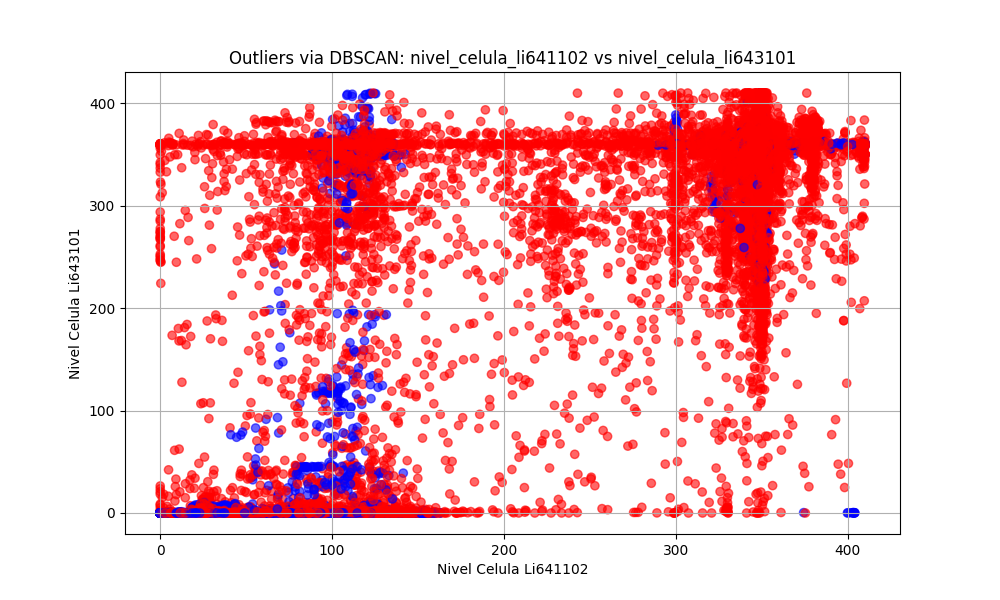 Outliers via DBSCAN: nivel_celula_li641102 vs nivel_celula_li643101
400
300
200
100
0
Nivel Celula Li643101
0 100 200 300 400
Nivel Celula Li641102